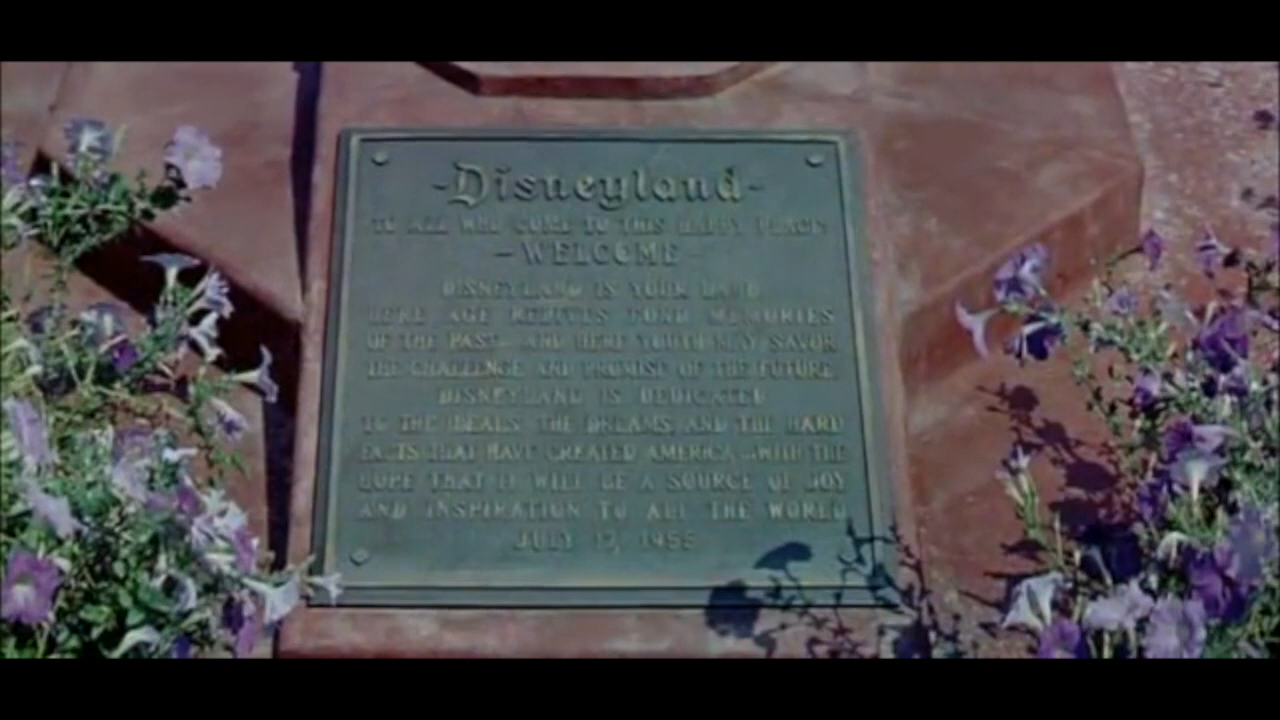 -Disneyland-
TO ALL WHO COME TO THIS HAPPY PLACE:
-WELCOME-
DISNEYLAND IS YOUR LAND
HERE AGE RELIVES FOND MEMORIES
OF THE PAST... AND HERE YOUTH MAY SAVOR
THE CHALLENGE AND PROMISE OF THE FUTURE.
DISNEYLAND IS DEDICATED
TO THE IDEALS, THE DREAMS, AND THE HARD
FACTS THAT HAVE CREATED AMERICA...WITH THE
HOPE THAT IT WILL BE A SOURCE OF JOY
AND INSPIRATION TO ALL THE WORLD
JULY 17, 1955